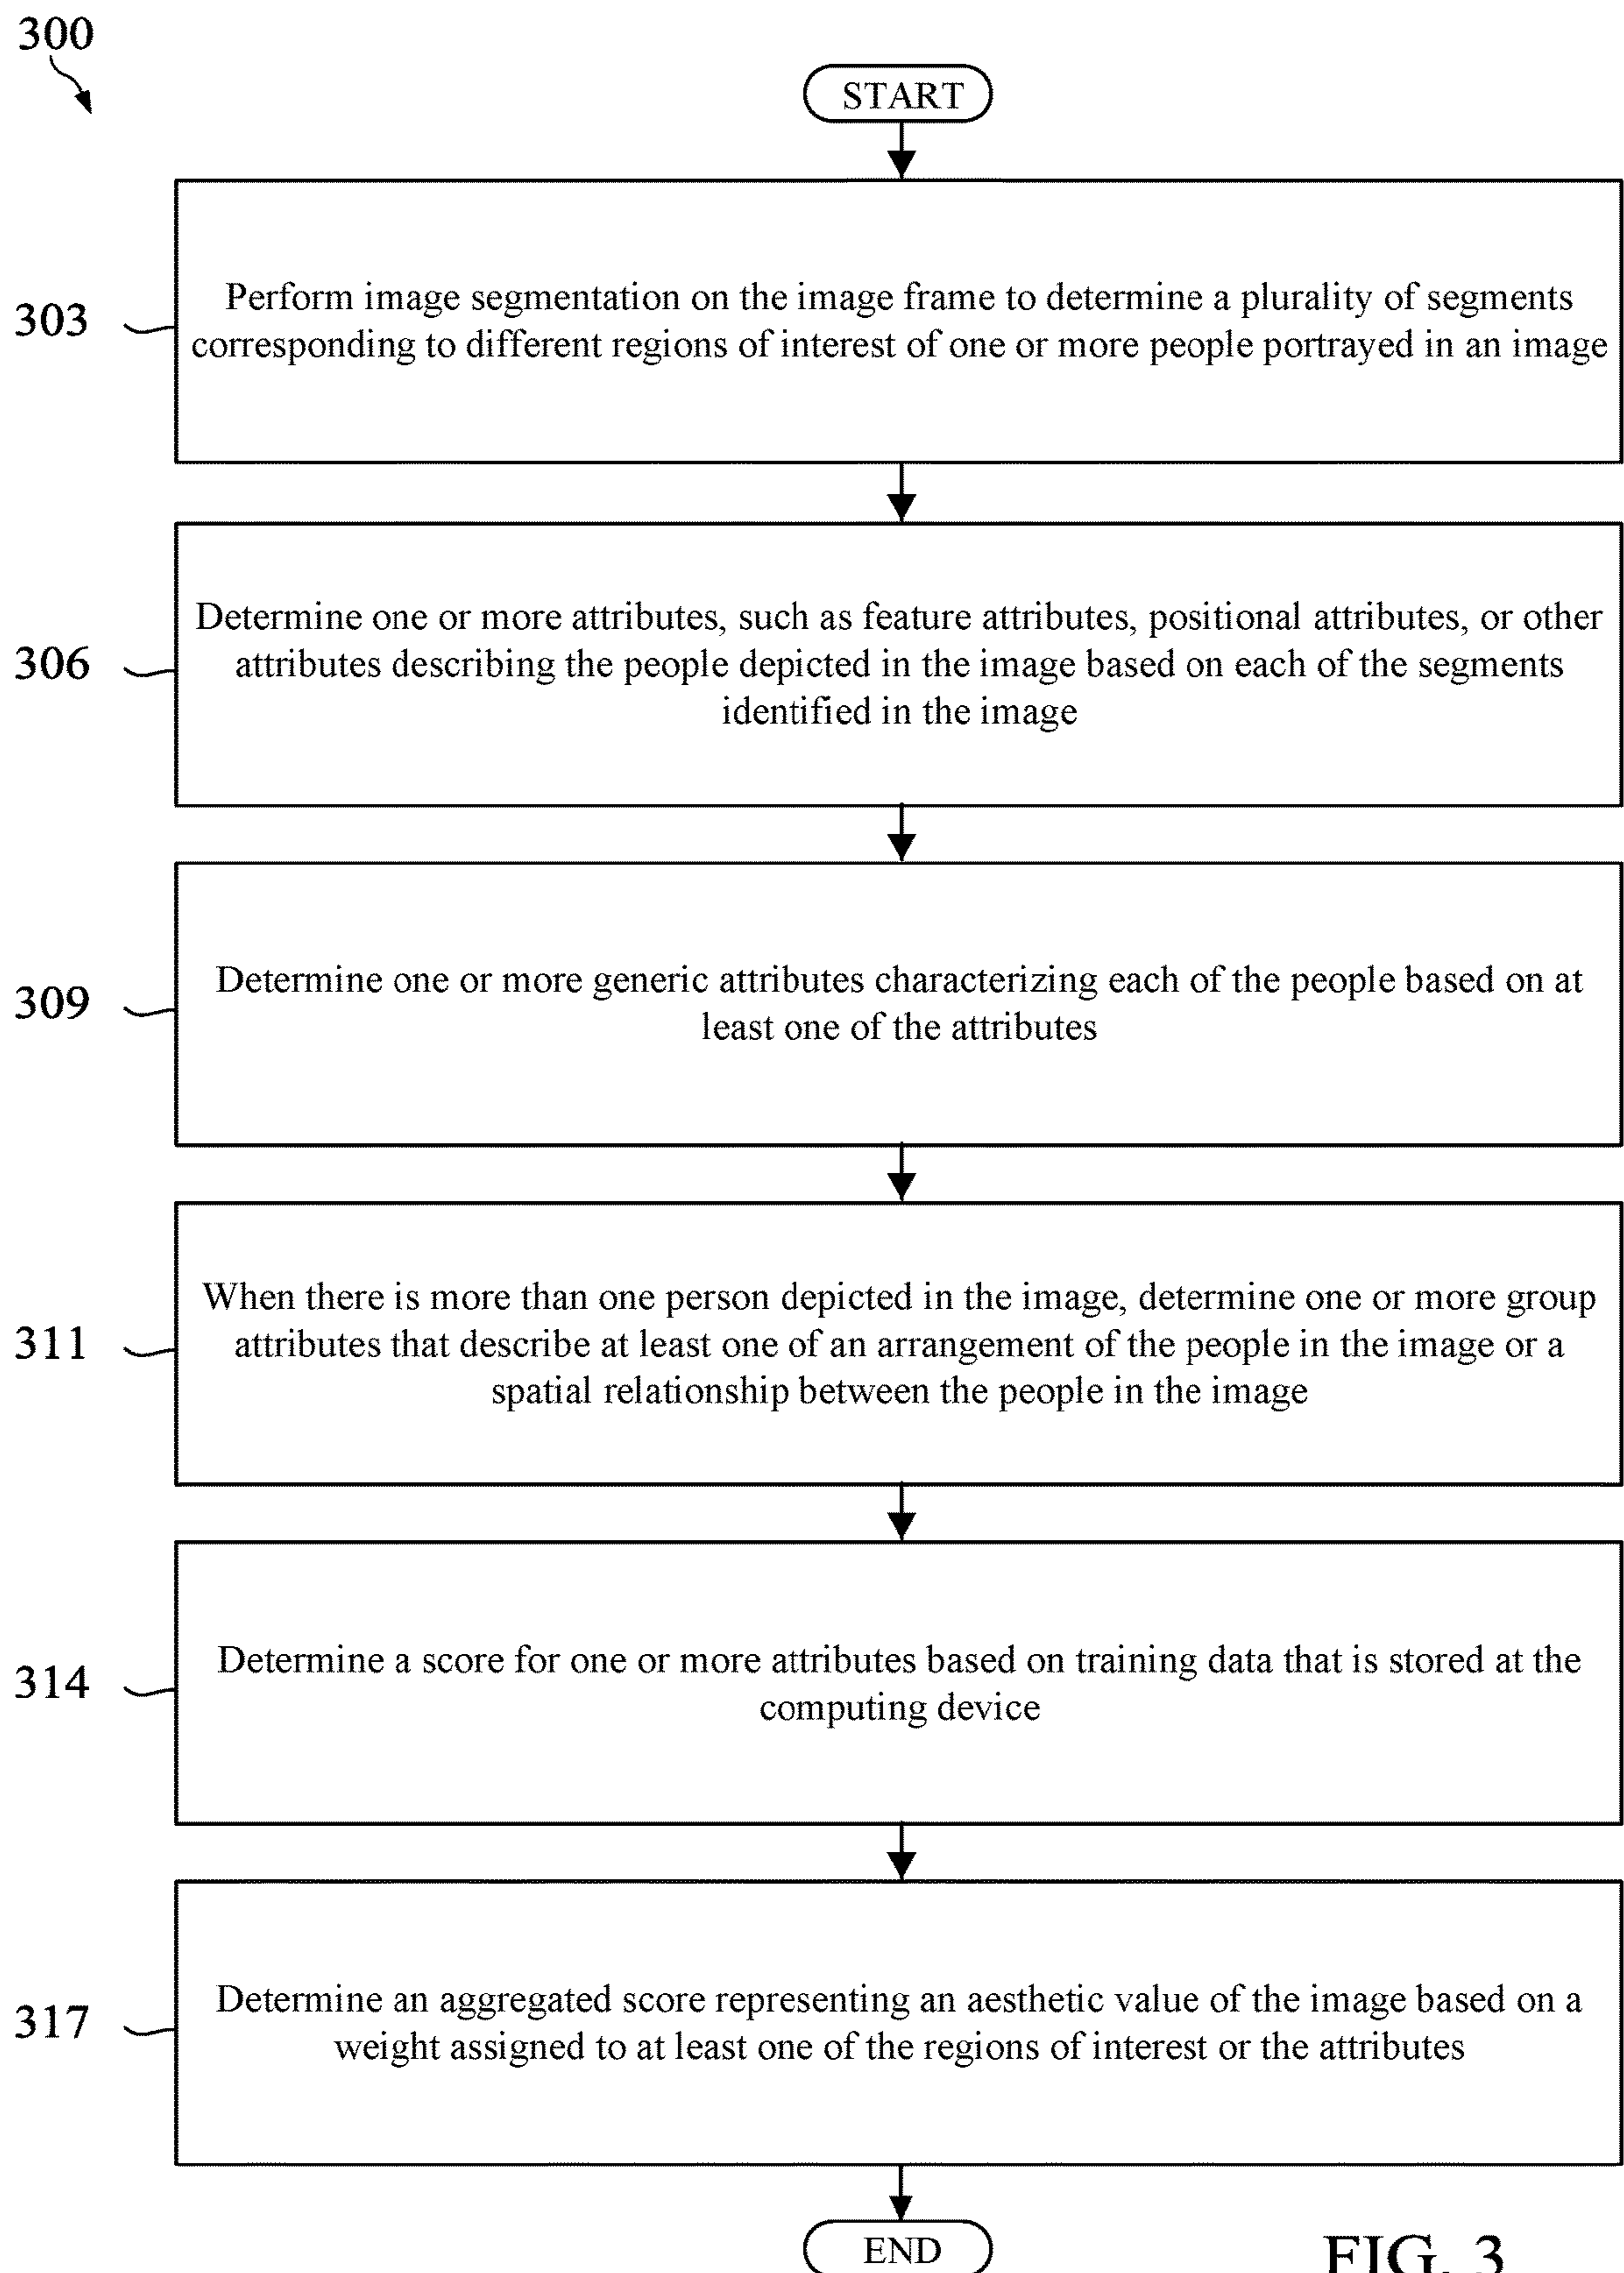 300
START
303
Perform image segmentation on the image frame to determine a plurality of segments
corresponding to different regions of interest of one or more people portrayed in an image
306
Determine one or more attributes, such as feature attributes, positional attributes, or other
attributes describing the people depicted in the image based on each of the segments
identified in the image
309
Determine one or more generic attributes characterizing each of the people based on at
least one of the attributes
311
When there is more than one person depicted in the image, determine one or more group
attributes that describe at least one of an arrangement of the people in the image or a
spatial relationship between the people in the image
314
Determine a score for one or more attributes based on training data that is stored at the
computing device
317
Determine an aggregated score representing an aesthetic value of the image based on a
weight assigned to at least one of the regions of interest or the attributes
END
FIG. 3